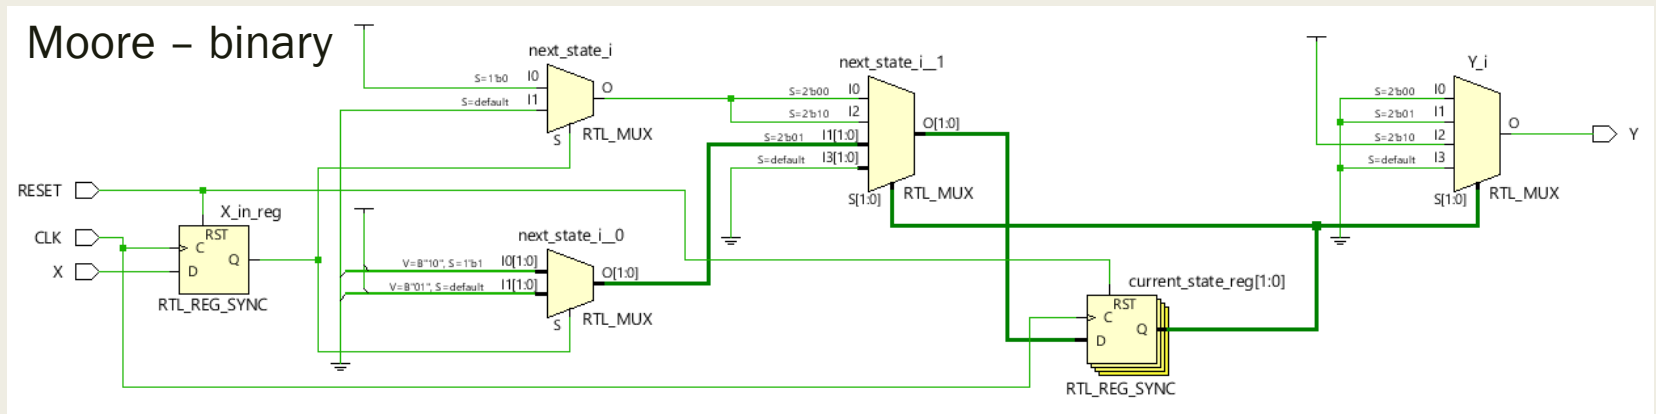 Moore – binary
next_state_i
S=1'b0 I0
S=default I1
O
S
RTL_MUX
next_state_i__1
S=2'b00 I0
S=2'b10 I2
S=2'b01 I1[1:0]
S=default I3[1:0]
O[1:0]
S[1:0]
RTL_MUX
Y_i
S=2'b00 I0
S=2'b01 I1
S=2'b10 I2
S=default I3
O
S[1:0]
RTL_MUX
Y
RESET
CLK
X
X_in_reg
RST
C
D
Q
RTL_REG_SYNC
next_state_i__0
V=B"10", S=1'b1 I0[1:0]
V=B"01", S=default I1[1:0]
O[1:0]
S
RTL_MUX
current_state_reg[1:0]
RST
C
D
Q
RTL_REG_SYNC